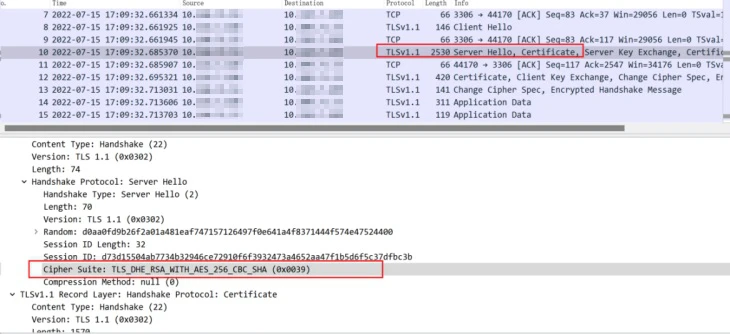 o. Time Source Destination Protocol Length Info
7 2022-07-15 17:09:32.661334 10. 10. TCP 66 3306 → 44170 [ACK] Seq=83 Ack=37 Win=29056 Len=0 TSval=
8 2022-07-15 17:09:32.661925 10. 10. TLSv1.1 146 Client Hello
9 2022-07-15 17:09:32.661945 10. 10. TCP 66 3306 → 44170 [ACK] Seq=83 Ack=117 Win=29056 Len=0 TSval
10 2022-07-15 17:09:32.685370 10. 10. TLSv1.1 2530 Server Hello, Certificate, Server Key Exchange, Certific
11 2022-07-15 17:09:32.685907 10. 10. TCP 66 44170 → 3306 [ACK] Seq=117 Ack=2547 Win=34176 Len=0 TSv
12 2022-07-15 17:09:32.695321 10. 10. TLSv1.1 420 Certificate, Client Key Exchange, Change Cipher Spec, En
13 2022-07-15 17:09:32.713031 10. 10. TLSv1.1 141 Change Cipher Spec, Encrypted Handshake Message
14 2022-07-15 17:09:32.713606 10. 10. TLSv1.1 311 Application Data
15 2022-07-15 17:09:32.713703 10. 10. TLSv1.1 119 Application Data
Content Type: Handshake (22)
Version: TLS 1.1 (0x0302)
Length: 74
Handshake Protocol: Server Hello
Handshake Type: Server Hello (2)
Length: 70
Version: TLS 1.1 (0x0302)
Random: d0aa0fd9b26f2a01a481eaf747157126497f0e641a4f8371444f574e47524400
Session ID Length: 32
Session ID: d73d15504ab7734b32946ce72910f6f3932473a4652aa47f1b5d6f5c37dfbc3b
Cipher Suite: TLS_DHE_RSA_WITH_AES_256_CBC_SHA (0x0039)
Compression Method: null (0)
TLSv1.1 Record Layer: Handshake Protocol: Certificate
Content Type: Handshake (22)
Version: TLS 1.1 (0x0302)
Length: 1570